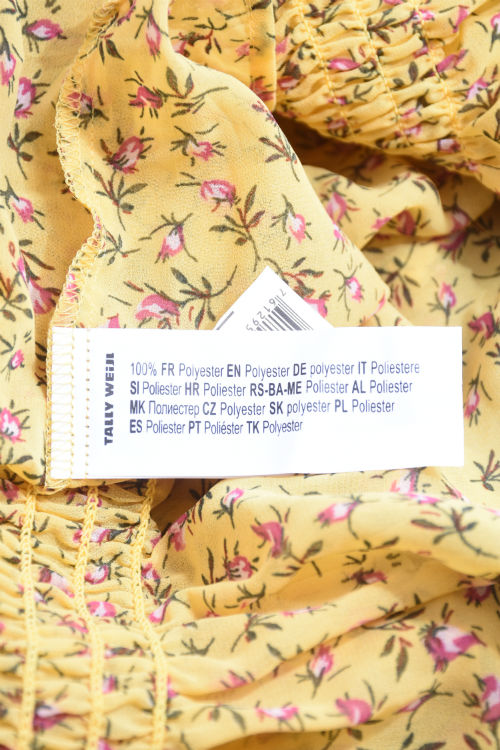 TALLY WEiJL
100% FR Polyester EN Polyester DE polyester IT Poliestere
SI Poliester HR Poliester RS-BA-ME Poliester AL Poliester
MK Полиестер CZ Polyester SK polyester PL Poliester
ES Poliester PT Poliéster TK Polyester